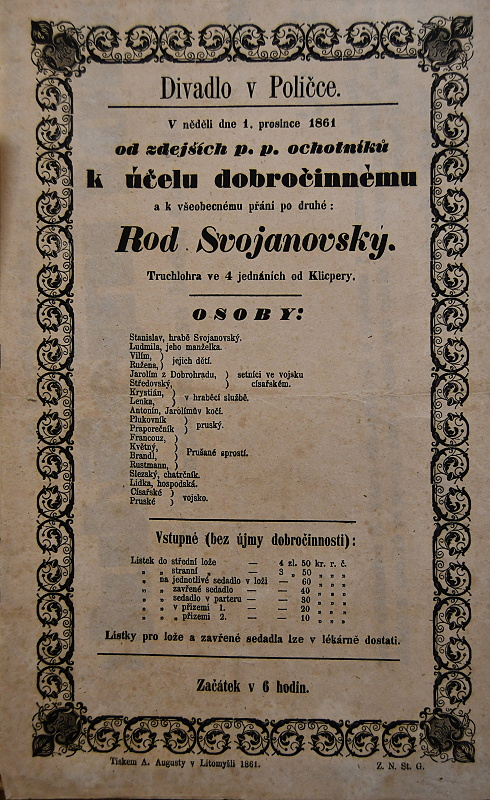 Divadlo v Poličce.
V neděli dne 1. prosince 1861
od zdejších p. p. ochotníků
k účelu dobročinnému
a k všeobecnému přání po druhé:
Rod Svojanovský.
Truchlohra ve 4 jednáních od Klicpery.
OSOBY:
Stanislav, hrabě Svojanovský.
Ludmila, jeho manželka.
Vilím, } jejich dětí.
Ružena, }
Jarolím z Dobrohradu, } setníci ve vojsku
Středovský, } císařském.
Krystián, } v hraběcí službě.
Lenka, }
Antonín, Jarolímův kočí.
Plukovník } pruský.
Praporečník }
Francouz, }
Květný, } Prušané sprostí.
Brandl, }
Rustmann, }
Slezský, chatrčník.
Lidka, hospodská.
Císařské } vojsko.
Pruské }
Vstupné (bez újmy dobročinnosti):
Lístek do střední lože — 4 zl. 50 kr. r. č.
„ „ stranní „ — 3 „ 50 „ „ „
„ na jednotlivé sedadlo v loži — — 60 „ „ „
„ „ zavřené sedadlo — — 40 „ „ „
„ „ sedadlo v parteru — — 30 „ „ „
„ „ v přízemí 1. — — 20 „ „ „
„ „ „ přízemí 2. — — 10 „ „ „
Lístky pro lože a zavřené sedadla lze v lékárně dostati.
Začátek v 6 hodin.
Tiskem A. Augusty v Litomyšli 1861.
Z. N. St. G.